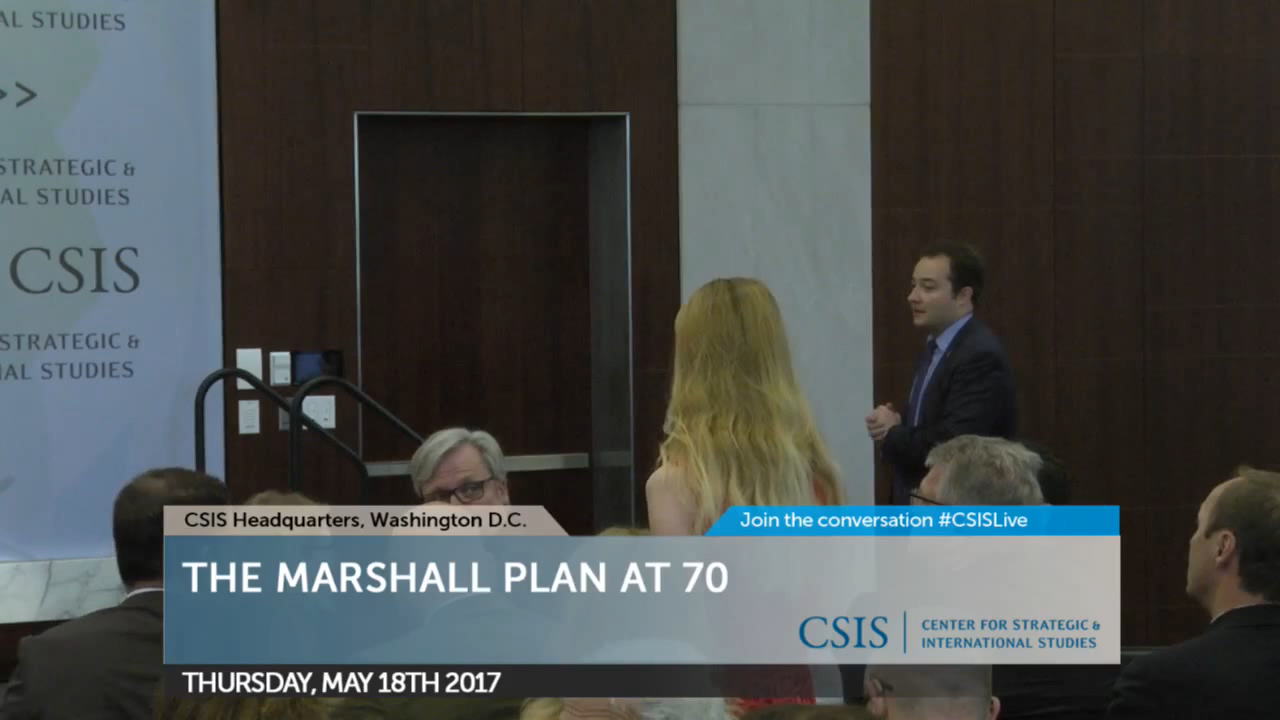 AL STUDIES
>>
STRATEGIC &
AL STUDIES
CSIS
STRATEGIC &
AL STUDIES
CSIS Headquarters, Washington D.C.
Join the conversation #CSISLive
THE MARSHALL PLAN AT 70
CSIS
CENTER FOR STRATEGIC &
INTERNATIONAL STUDIES
THURSDAY, MAY 18TH 2017